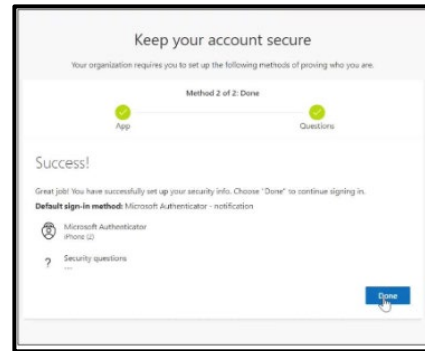 Keep your account secure
Your organization requires you to set up the following methods of proving who you are.
Method 2 of 2: Done
App
Questions
Success!
Great job! You have successfully set up your security info. Choose "Done" to continue signing in.
Default sign-in method: Microsoft Authenticator - notification
Microsoft Authenticator
?
Security questions
Done